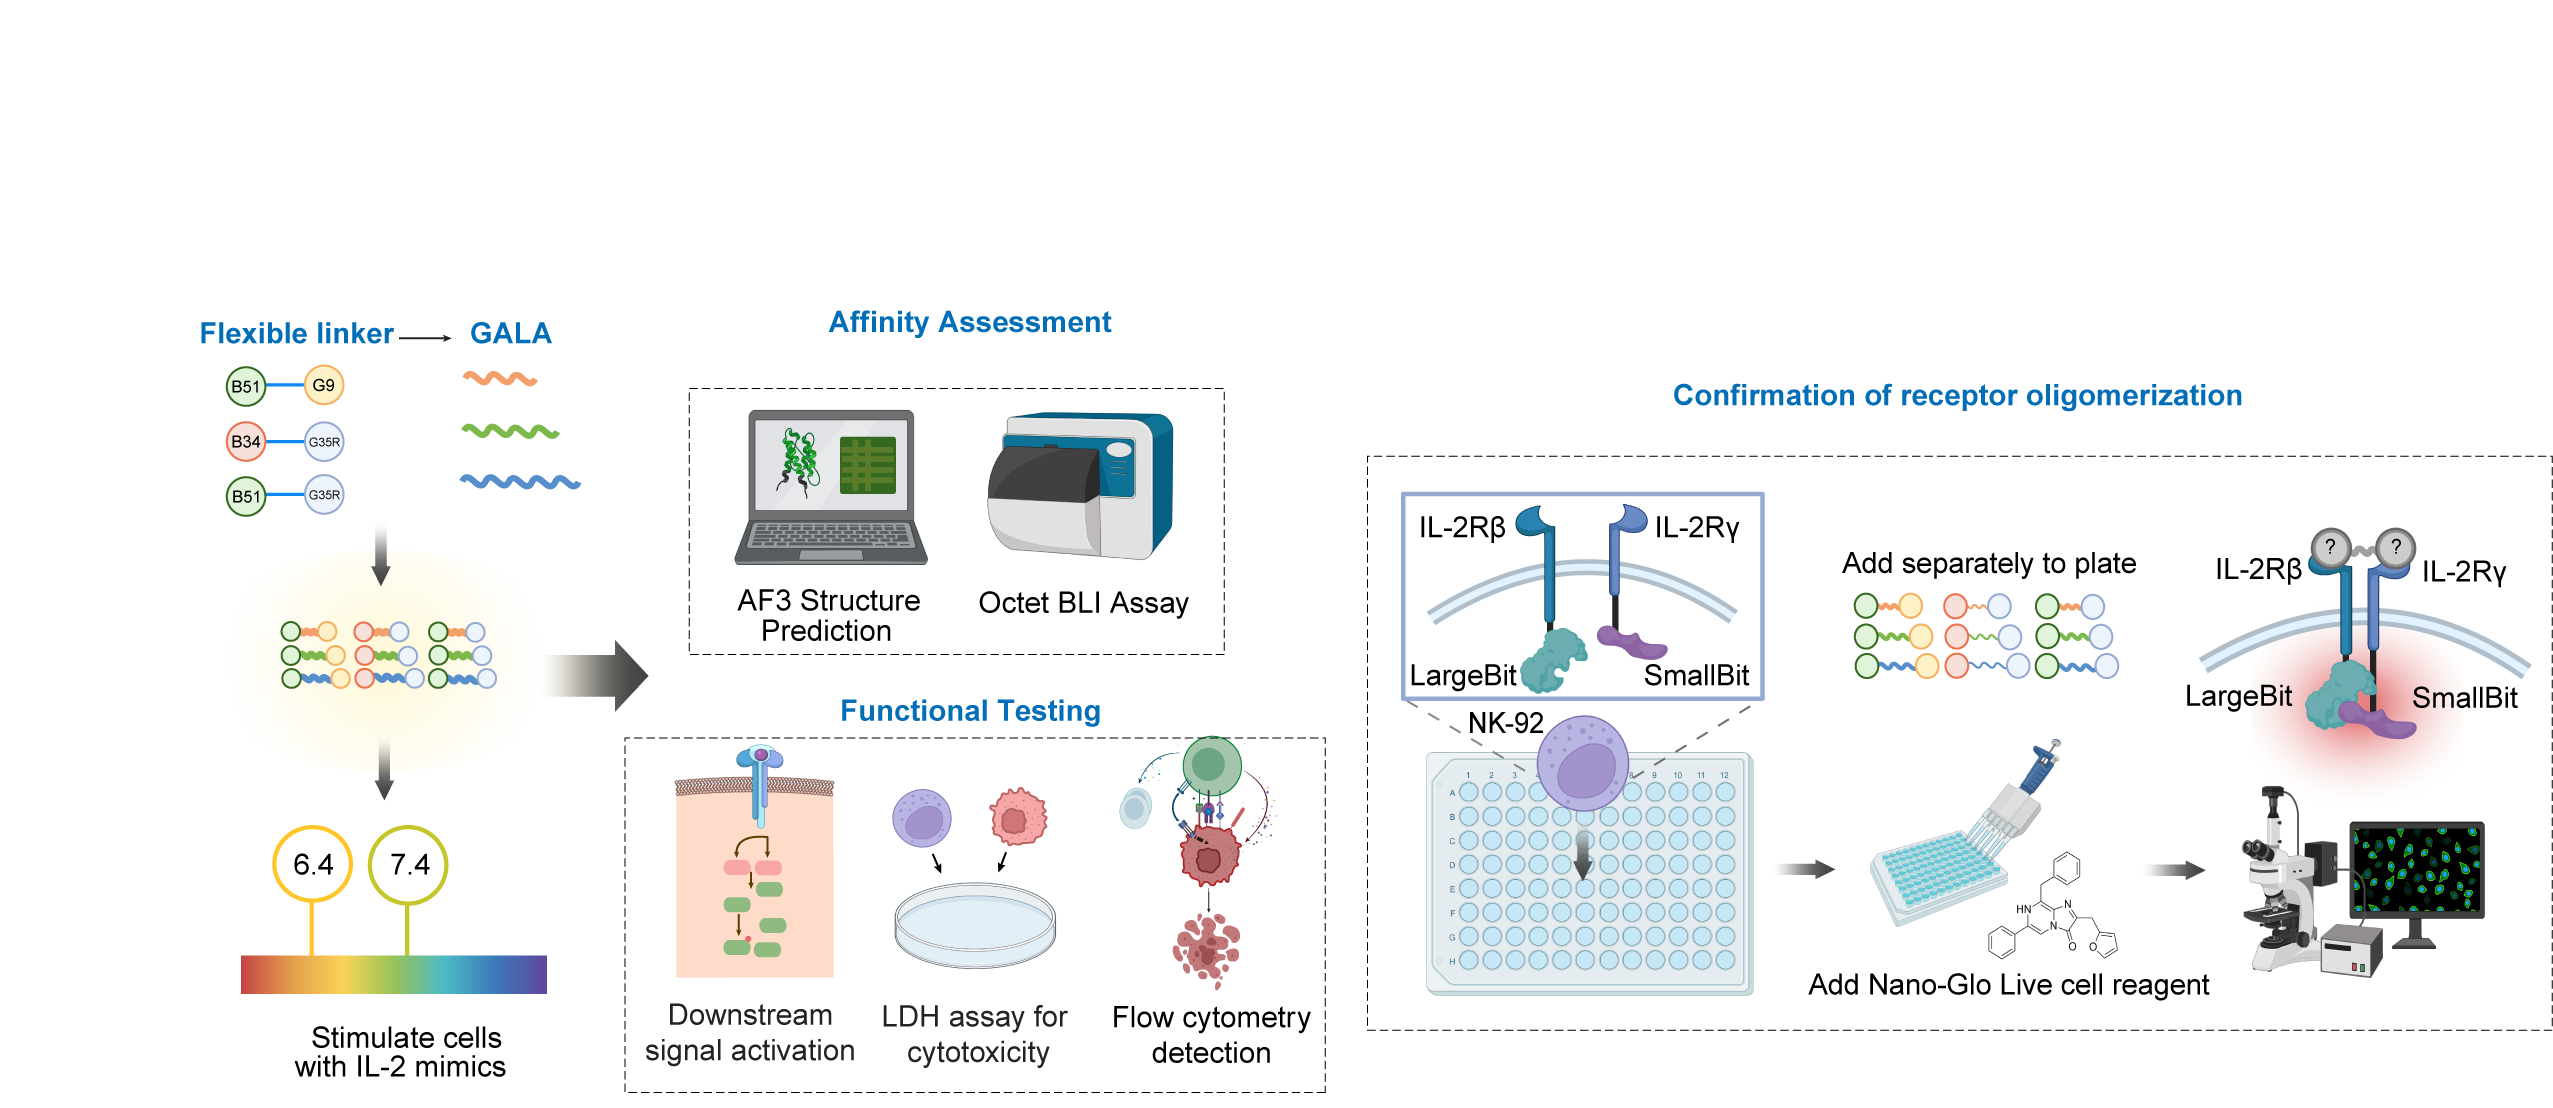 Flexible linker
GALA
B51
G9
B34
G35R
B51
G35R
6.4
7.4
Stimulate cells
with IL-2 mimics
Affinity Assessment
AF3 Structure
Prediction
Octet BLI Assay
Functional Testing
Downstream
signal activation
LDH assay for
cytotoxicity
Flow cytometry
detection
Confirmation of receptor oligomerization
IL-2Rβ
IL-2Rγ
LargeBit
SmallBit
NK-92
1 2 3 4 8 9 10 11 12
A
B
C
D
E
F
G
H
Add separately to plate
HN
N
N
O
O
Add Nano-Glo Live cell reagent
? ?
IL-2Rβ
IL-2Rγ
LargeBit
SmallBit